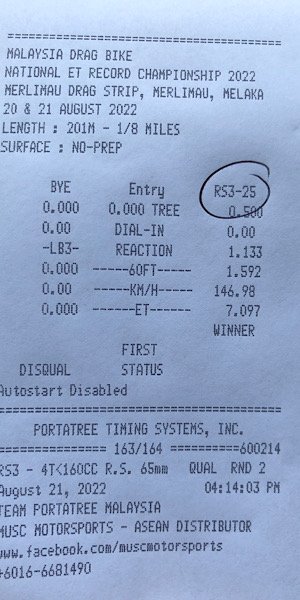 MALAYSIA DRAG BIKE
NATIONAL ET RECORD CHAMPIONSHIP 2022
MERLIMAU DRAG STRIP, MERLIMAU, MELAKA
20 & 21 AUGUST 2022
LENGTH : 201M - 1/8 MILES
SURFACE : NO-PREP
BYE Entry RS3-25
0.000 0.000 TREE 0.500
0.00 DIAL-IN 0.00
-LB3- REACTION 1.133
0.000 ------60FT----- 1.592
0.00 -----KM/H----- 146.98
0.000 ------ET------ 7.097
WINNER
FIRST
DISQUAL STATUS
Autostart Disabled
PORTATREE TIMING SYSTEMS, INC.
================ 163/164 ==========600214
RS3 - 4T<160CC R.S. 65mm QUAL RND 2
August 21, 2022 04:14:03 PM
TEAM PORTATREE MALAYSIA
MUSC MOTORSPORTS - ASEAN DISTRIBUTOR
www.facebook.com/muscmotorsports
+6016-6681490